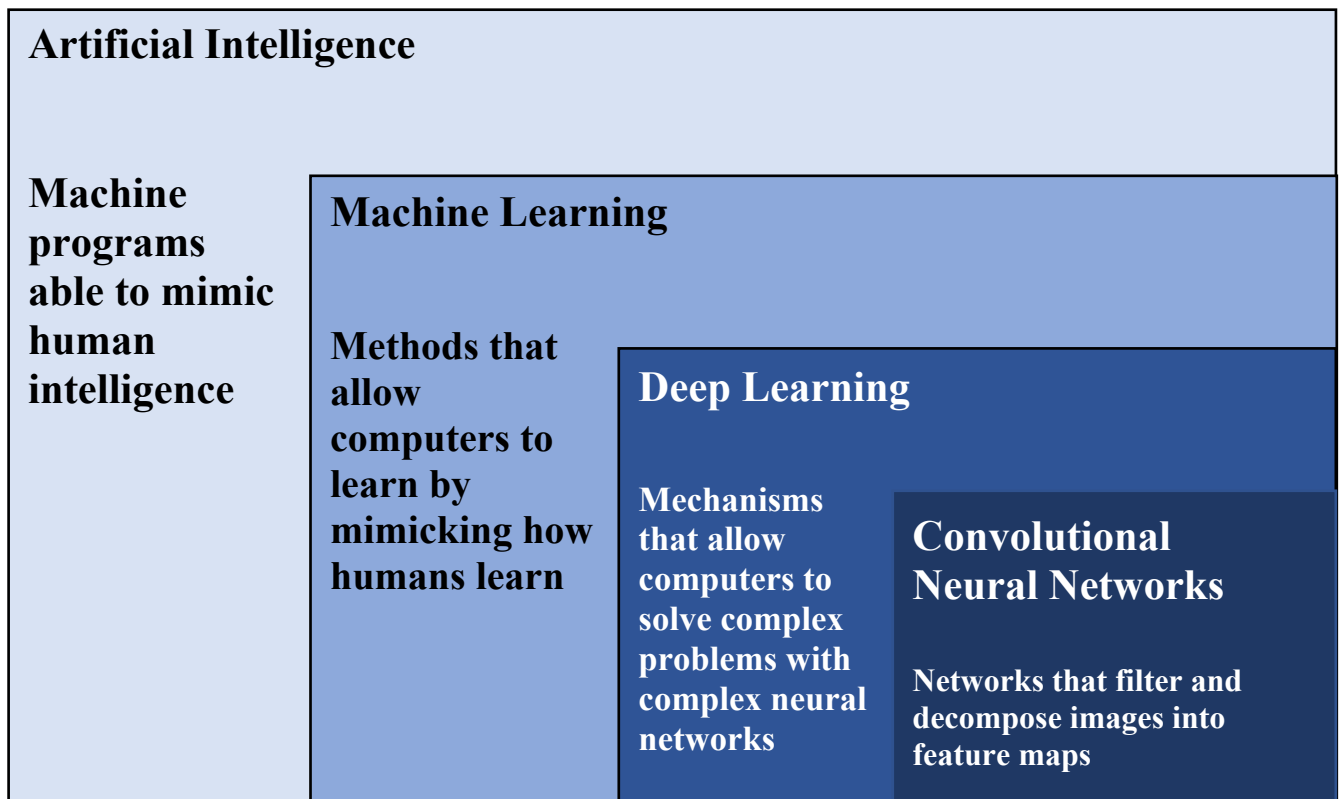 Artificial Intelligence
Machine
programs
able to mimic
human
intelligence
Machine Learning
Methods that
allow
computers to
learn by
mimicking how
humans learn
Deep Learning
Mechanisms
that allow
computers to
solve complex
problems with
complex neural
networks
Convolutional
Neural Networks
Networks that filter and
decompose images into
feature maps